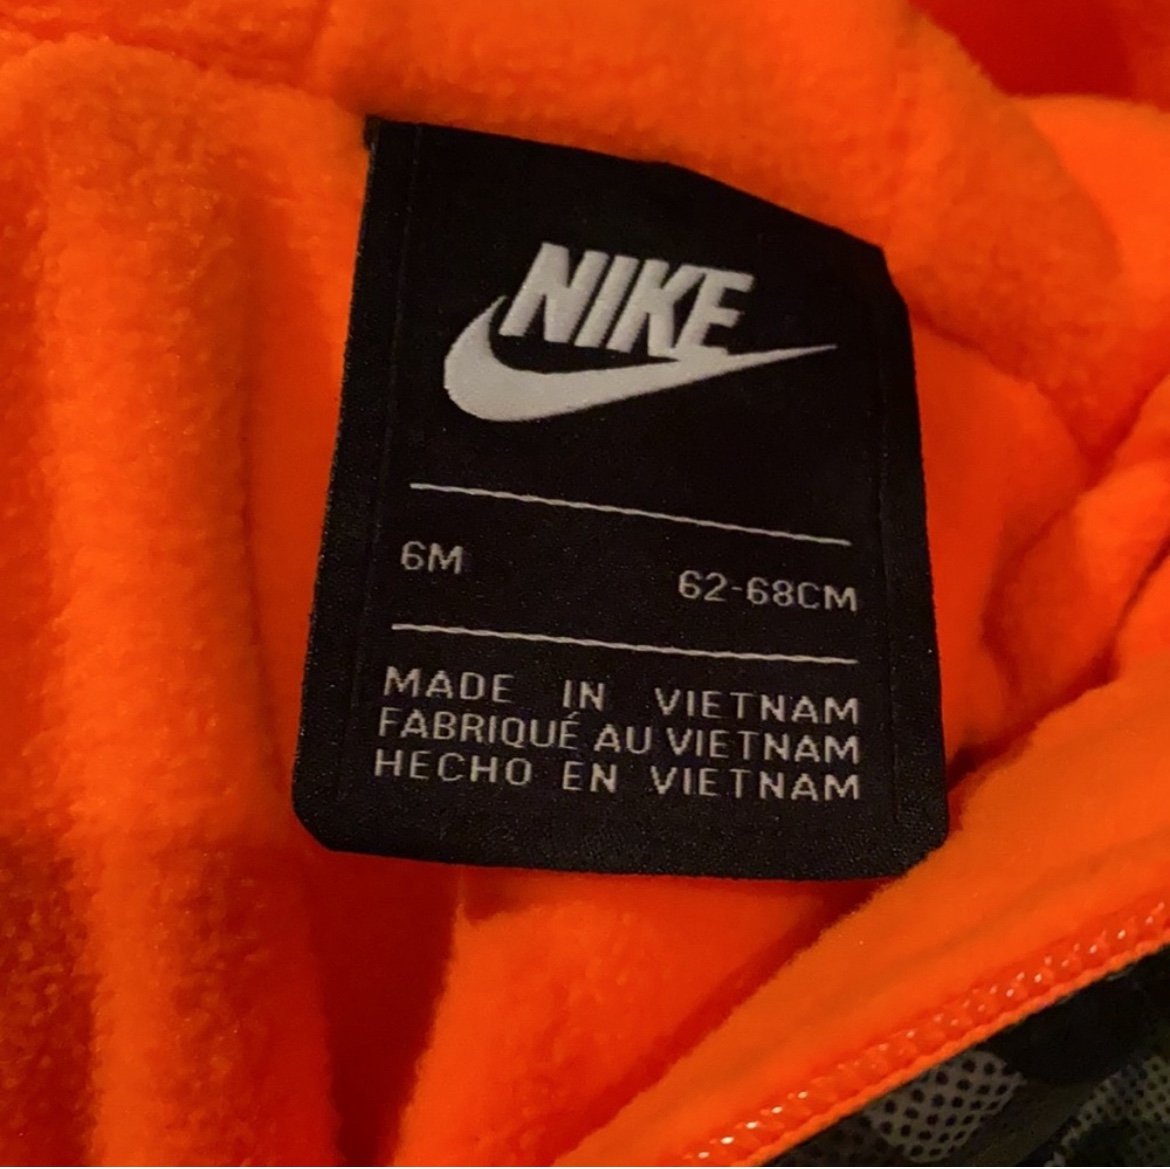 NIKE
6M 62-68CM
MADE IN VIETNAM
FABRIQUÉ AU VIETNAM
HECHO EN VIETNAM